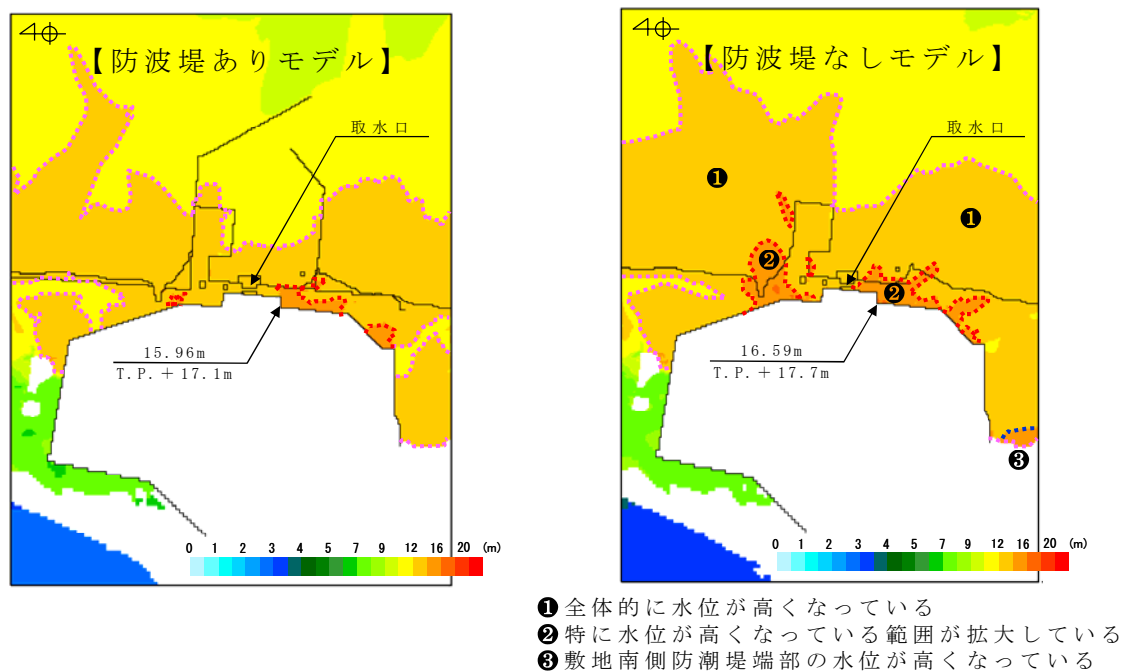 【防波堤ありモデル】
取水口
15.96m
T.P.+17.1m
0 1 2 3 4 5 7 9 12 16 20 (m)
【防波堤なしモデル】
取水口
❶
❶
❷
❷
16.59m
T.P.+17.7m
❸
0 1 2 3 4 5 7 9 12 16 20 (m)
❶全体的に水位が高くなっている
❷特に水位が高くなっている範囲が拡大している
❸敷地南側防潮堤端部の水位が高くなっている